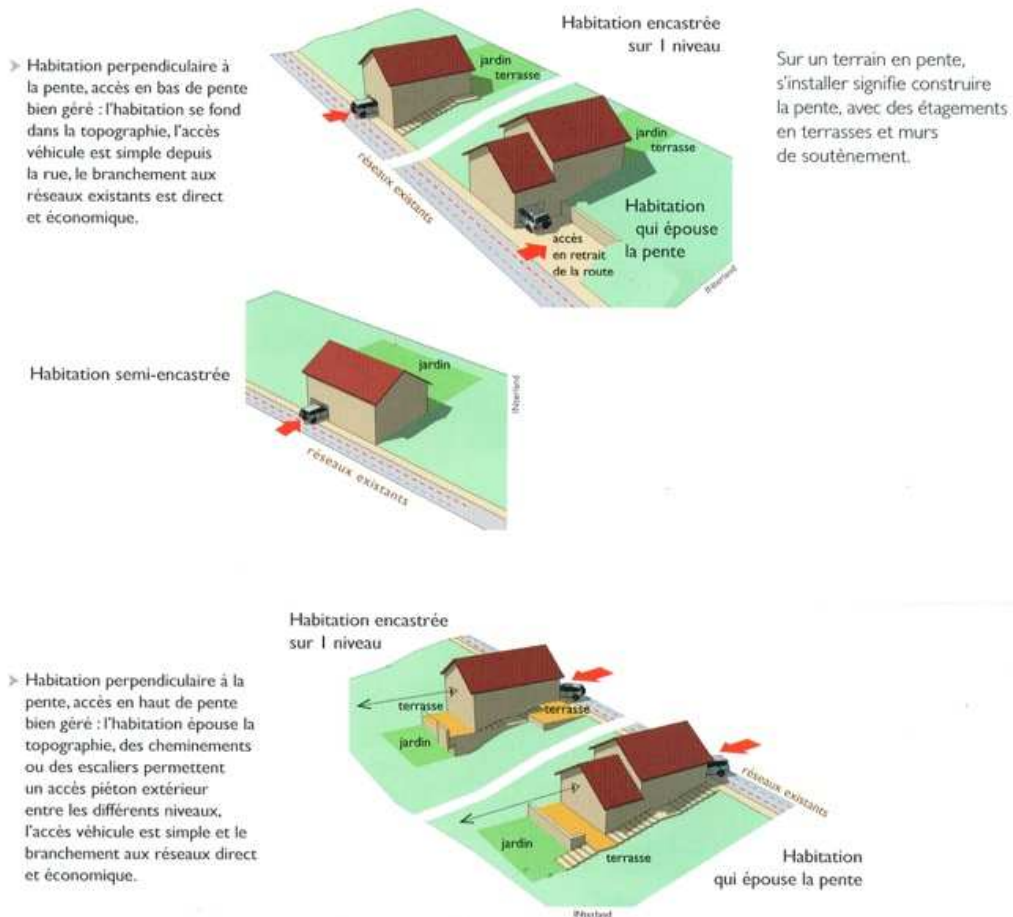 Habitation encastrée
sur 1 niveau
> Habitation perpendiculaire à
la pente, accès en bas de pente
bien géré : l'habitation se fond
dans la topographie, l'accès
véhicule est simple depuis
la rue, le branchement aux
réseaux existants est direct
et économique.
jardin
terrasse
réseaux existants
jardin
terrasse
Habitation
qui épouse
la pente
accès
en retrait
de la route
INterland
Sur un terrain en pente,
s'installer signifie construire
la pente, avec des étagements
en terrasses et murs
de soutènement.
Habitation semi-encastrée
jardin
réseaux existants
INterland
Habitation encastrée
sur 1 niveau
> Habitation perpendiculaire à la
pente, accès en haut de pente
bien géré : l'habitation épouse la
topographie, des cheminements
ou des escaliers permettent
un accès piéton extérieur
entre les différents niveaux,
l'accès véhicule est simple et le
branchement aux réseaux direct
et économique.
terrasse
terrasse
jardin
réseaux existants
jardin
terrasse
Habitation
qui épouse la pente
INterland